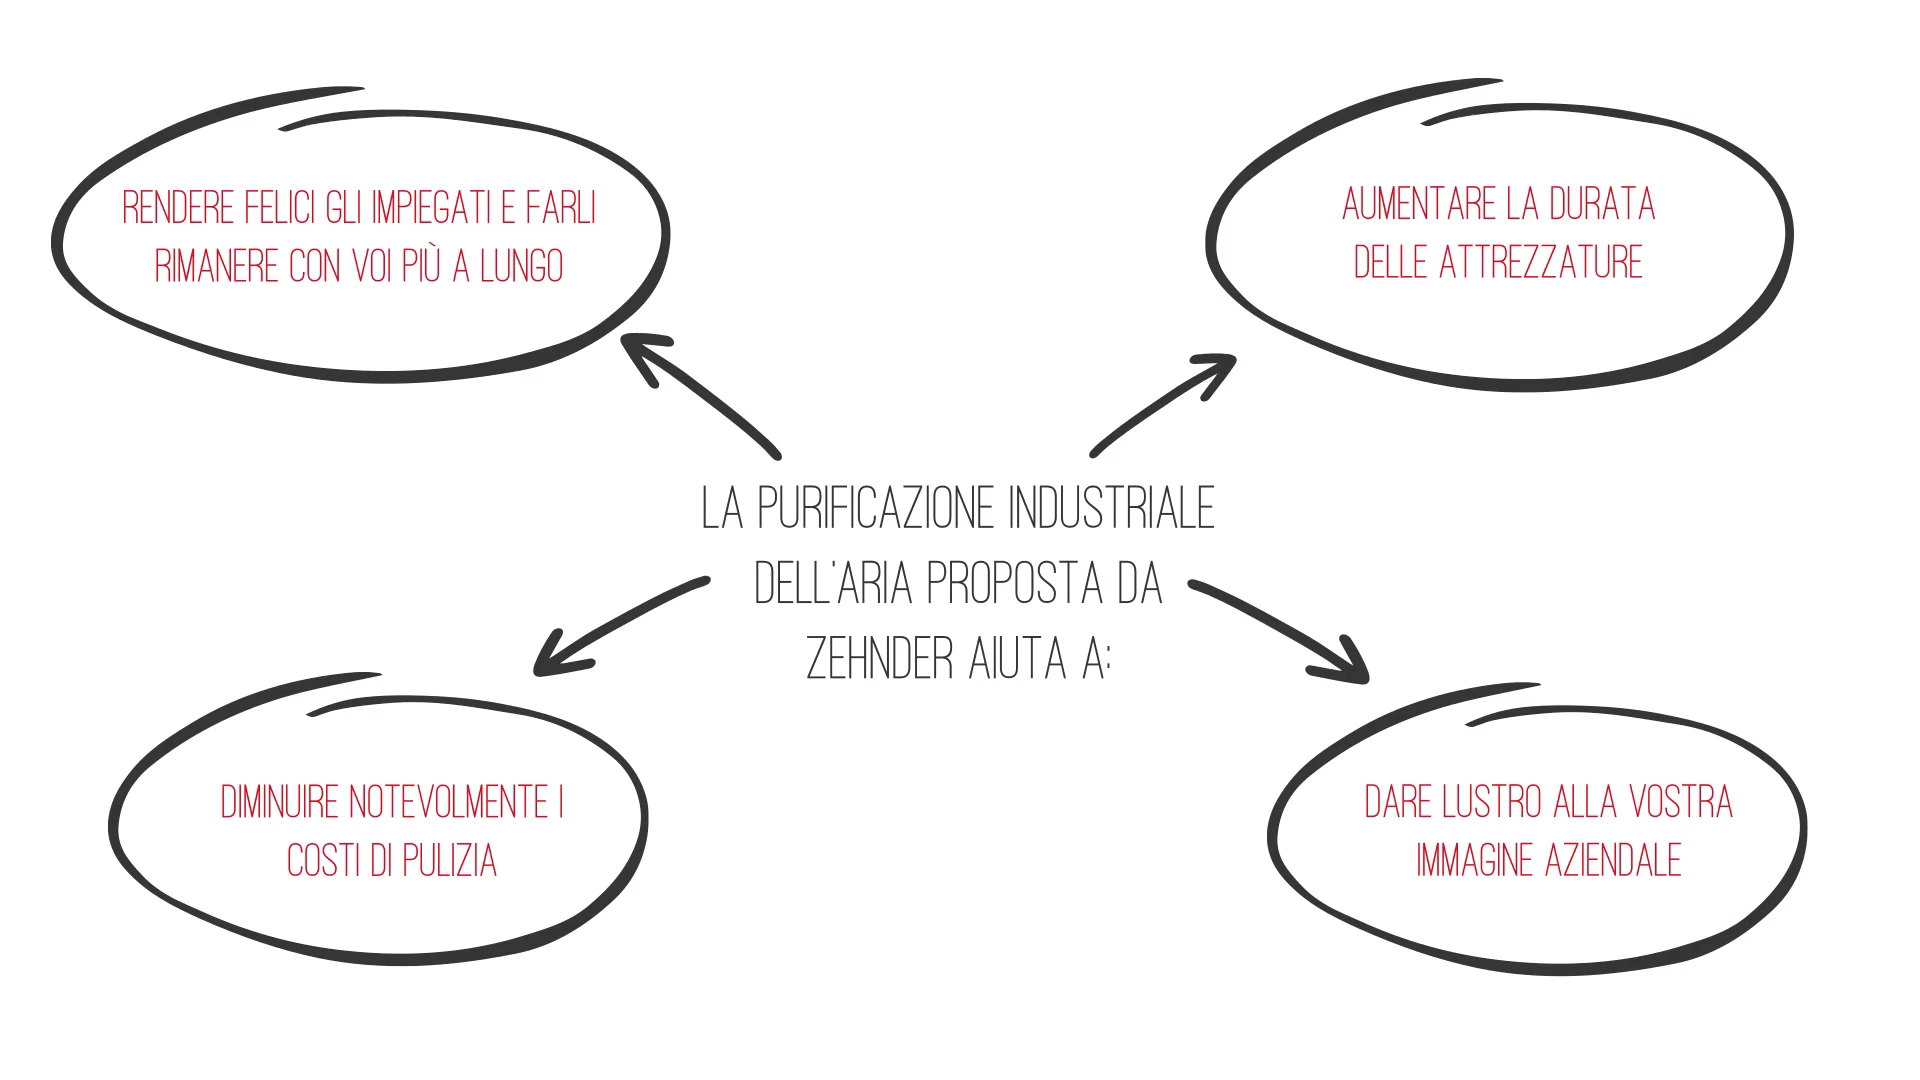 RENDERE FELICI GLI IMPIEGATI E FARLI
RIMANERE CON VOI PIÙ A LUNGO
AUMENTARE LA DURATA
DELLE ATTREZZATURE
LA PURIFICAZIONE INDUSTRIALE
DELL'ARIA PROPOSTA DA
ZEHNDER AIUTA A:
DIMINUIRE NOTEVOLMENTE I
COSTI DI PULIZIA
DARE LUSTRO ALLA VOSTRA
IMMAGINE AZIENDALE